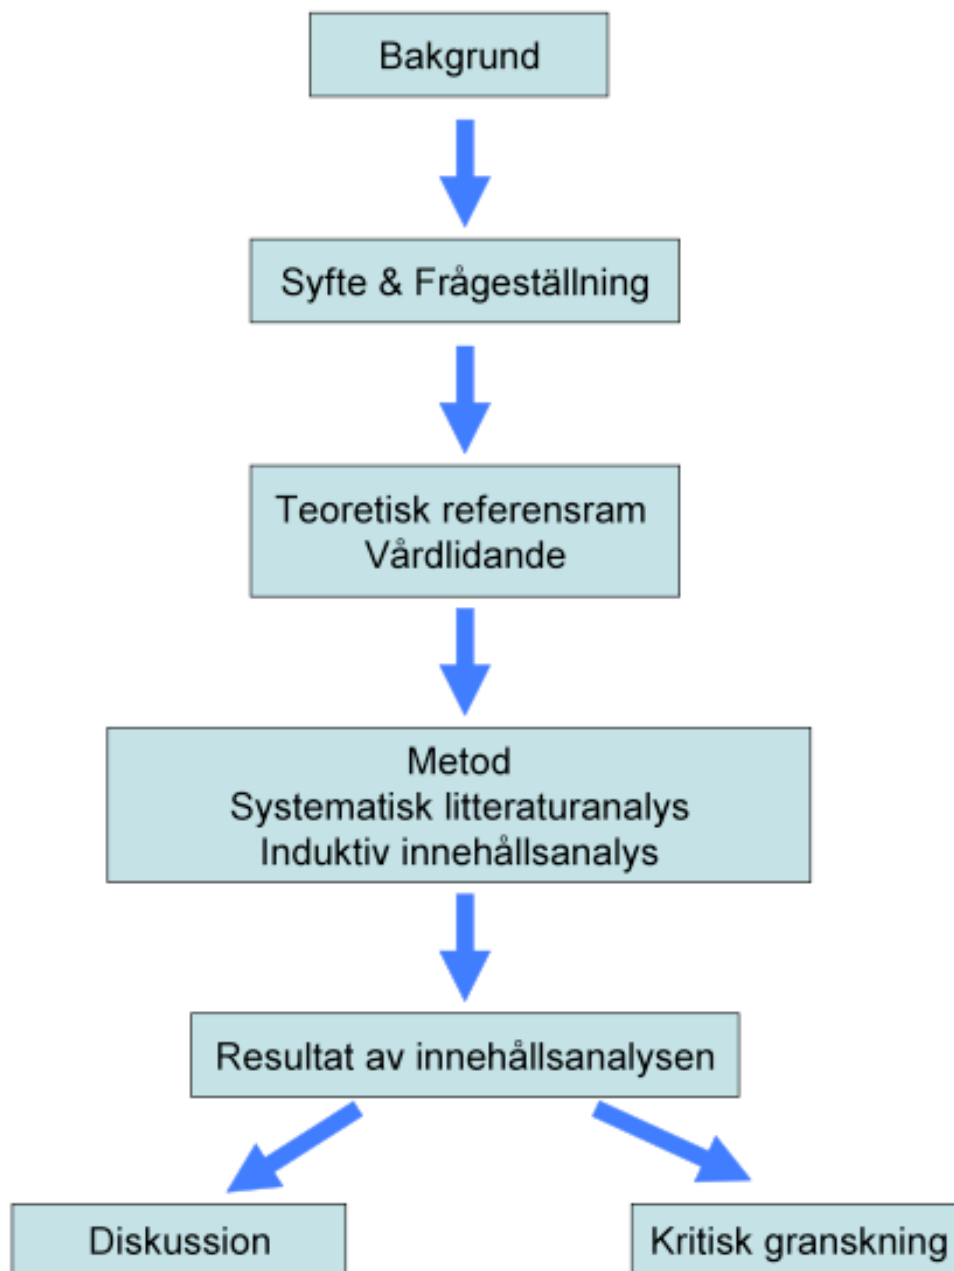 Bakgrund
Syfte & Frågeställning
Teoretisk referensram
Vårdlidande
Metod
Systematisk litteraturanalys
Induktiv innehållsanalys
Resultat av innehållsanalysen
Diskussion
Kritisk granskning